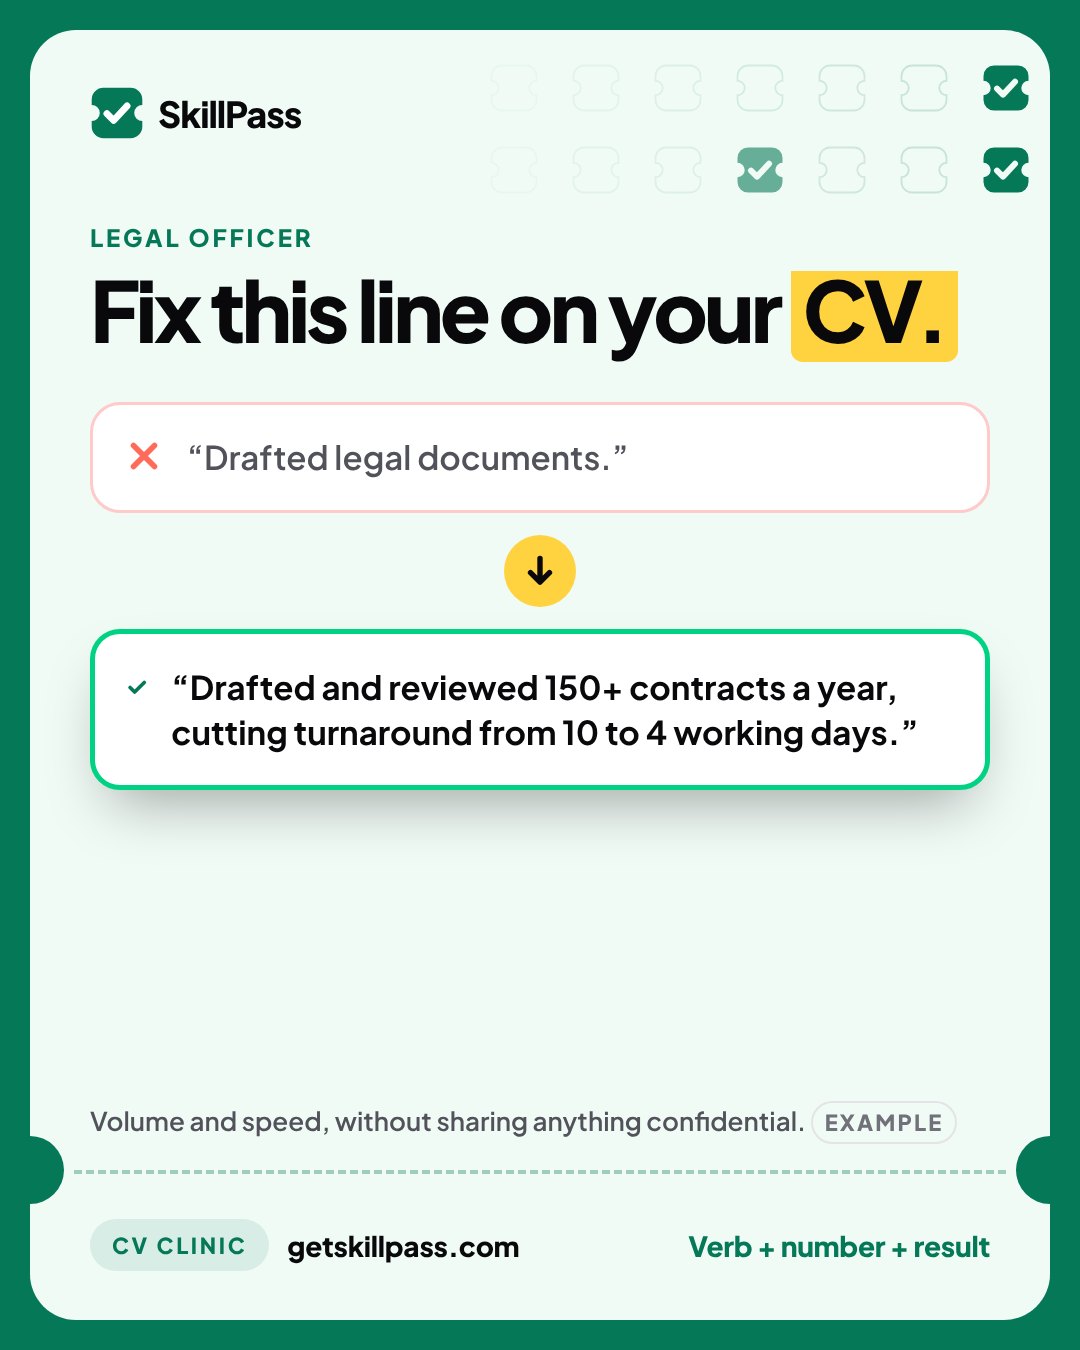 SkillPass
LEGAL OFFICER
Fix this line on your CV.
“Drafted legal documents.”
“Drafted and reviewed 150+ contracts a year,
cutting turnaround from 10 to 4 working days.”
Volume and speed, without sharing anything confidential. EXAMPLE
CV CLINIC getskillpass.com Verb + number + result